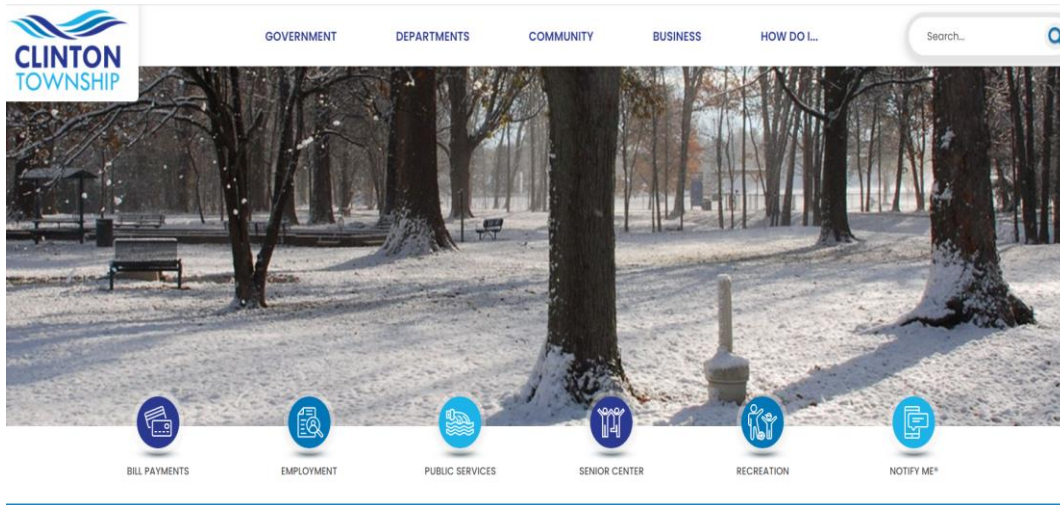 CLINTON
TOWNSHIP
GOVERNMENT DEPARTMENTS COMMUNITY BUSINESS HOW DO I...
Search...
BILL PAYMENTS EMPLOYMENT PUBLIC SERVICES SENIOR CENTER RECREATION NOTIFY ME®